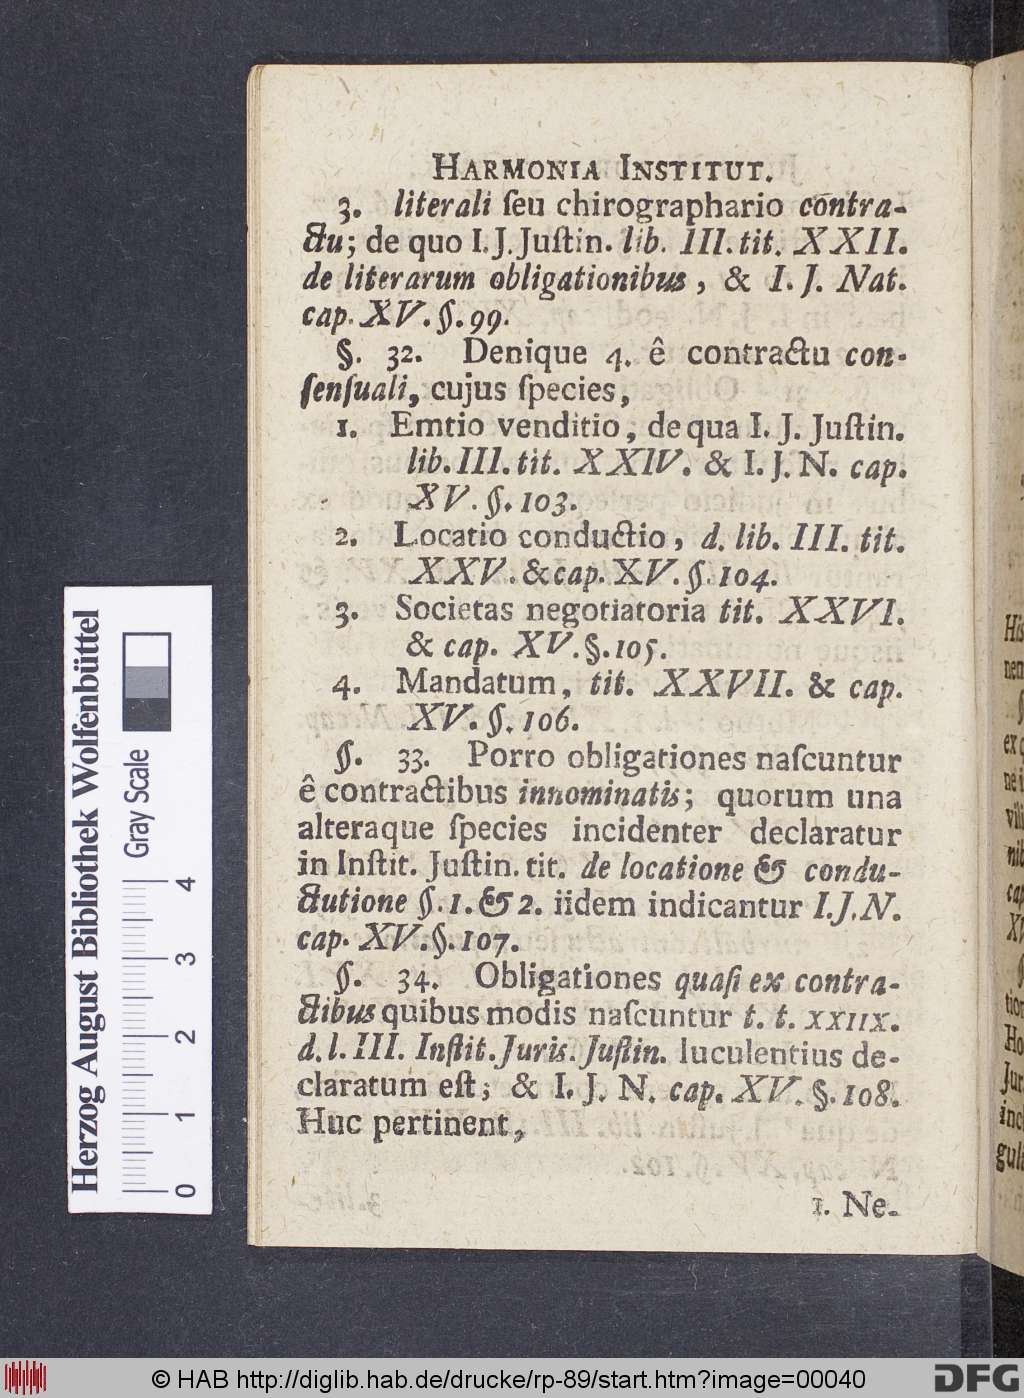 HARMONIA INSTITUT.
3. literali ſeu chirographario contra-
ctu; de quo I. J. Juſtin. lib. III. tit. XXII.
de literarum obligationibus, & I. J. Nat.
cap. XV. §. 99.
§. 32. Denique 4. ê contractu con-
ſenſuali, cujus ſpecies,
1. Emtio venditio, de qua I. J. Juſtin.
lib. III. tit. XXIV. & I. J. N. cap.
XV. §. 103.
2. Locatio conductio, d. lib. III. tit.
XXV. & cap. XV. §. 104.
3. Societas negotiatoria tit. XXVI.
& cap. XV. §. 105.
4. Mandatum, tit. XXVII. & cap.
XV. §. 106.
§. 33. Porro obligationes naſcuntur
ê contractibus innominatis; quorum una
alteraque ſpecies incidenter declaratur
in Inſtit. Juſtin. tit. de locatione & condu-
ctutione §. 1. & 2. iidem indicantur I. J. N.
cap. XV. §. 107.
§. 34. Obligationes quaſi ex contra-
ctibus quibus modis naſcuntur t. t. XXIIX.
d. l. III. Inſtit. Juris. Juſtin. luculentius de-
claratum eſt; & I. J. N. cap. XV. §. 108.
Huc pertinent,
1. Ne-
Herzog August Bibliothek Wolfenbüttel
Gray Scale
0 1 2 3 4
© HAB http://diglib.hab.de/drucke/rp-89/start.htm?image=00040
DFG